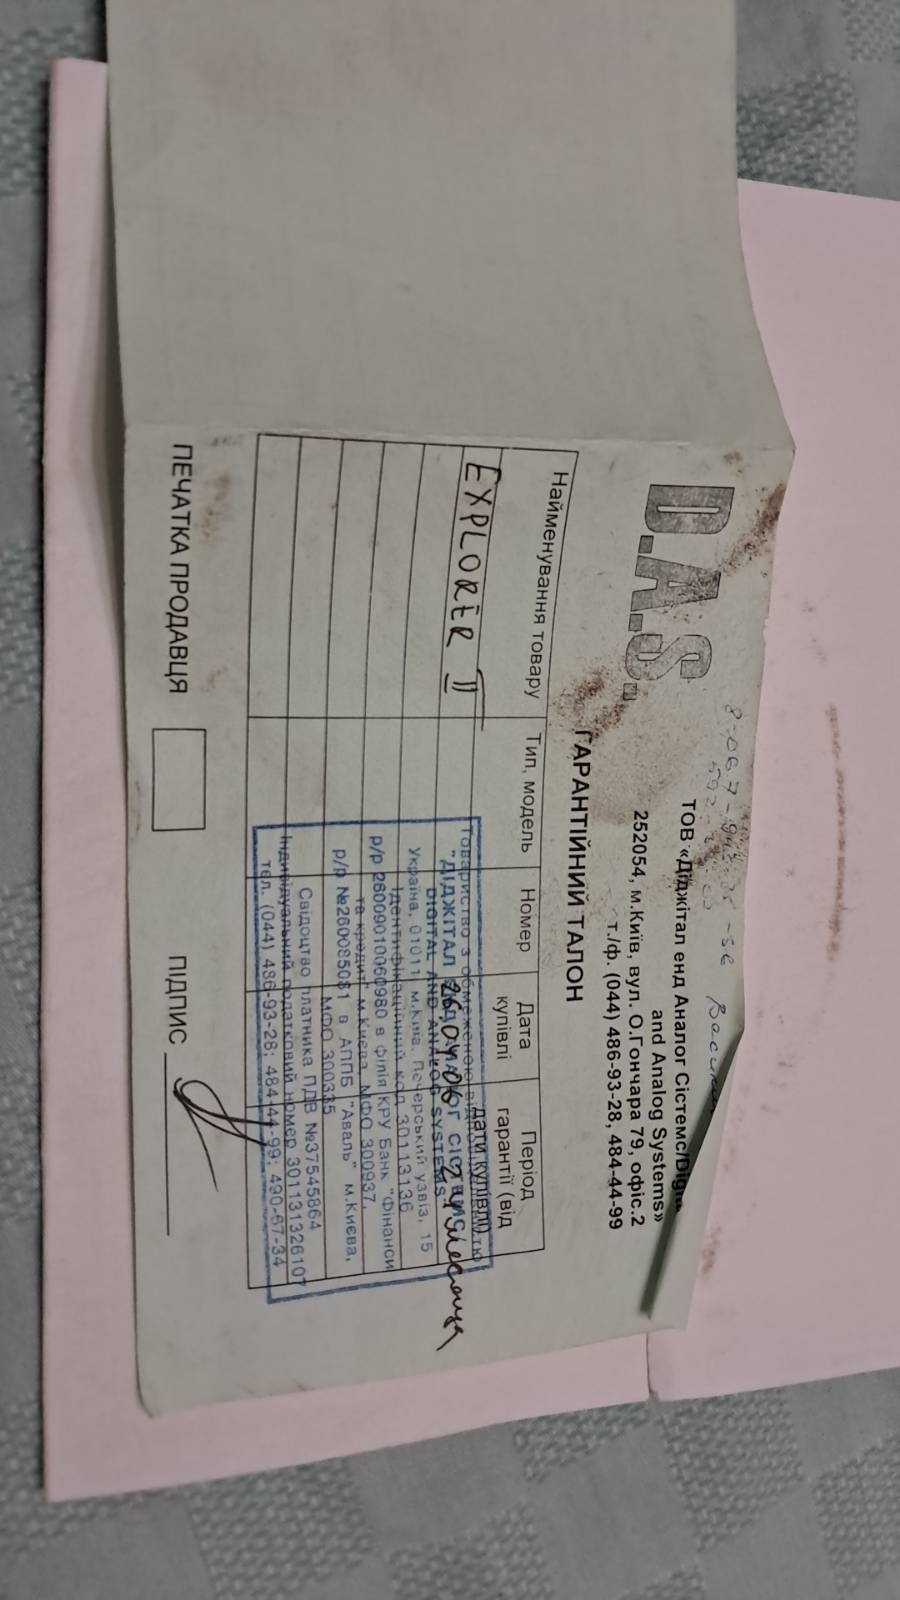 D.A.S.
8-067-
ТОВ «Діджітал енд Аналог Сістемс/Digital
and Analog Systems»
252054, м.Київ, вул. О.Гончара 79, офіс.2
т./ф. (044) 486-93-28, 484-44-99
ГАРАНТІЙНИЙ ТАЛОН
Найменування товару Тип, модель Номер Дата купівлі Період гарантії (від дати купівлі)
EXPLORER II 26.04.06 24 месяца
Товариство з обмеженою відповідальністю
"ДІДЖІТАЛ ЕНД АНАЛОГ СІСТЕМС"
DIGITAL AND ANALOG SYSTEMS
Україна, 01011 м.Київ, Печерський узвіз, 15
Ідентифікаційний код 30113136
р/р 26009010060980 в філія КРУ Банк "Фінанси
та кредит" м.Києва, МФО 300937,
р/р №260085081 в АППБ "Аваль" м.Києва,
МФО 300335
Свідоцтво платника ПДВ №37545864
Індивідуальний податковий номер 301131326107
тел. (044) 486-93-28; 484-44-99; 490-67-34
ПЕЧАТКА ПРОДАВЦЯ ПІДПИС